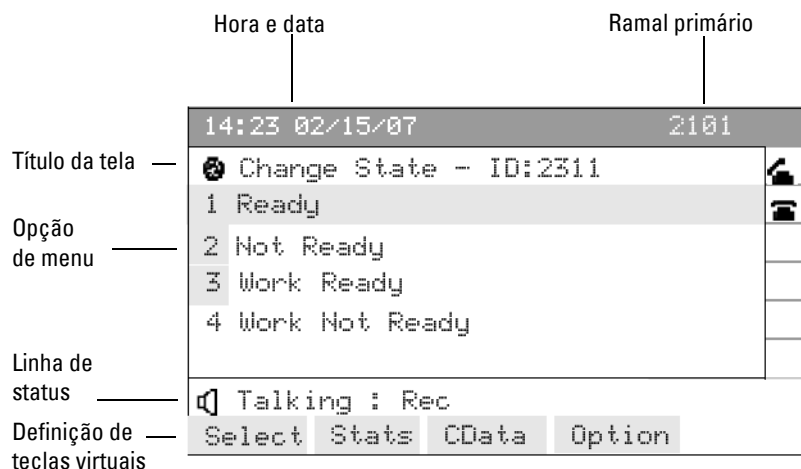 Hora e data
Ramal primário
14:23 02/15/07 2101
Título da tela
Change State - ID:2311
1 Ready
Opção
de menu
2 Not Ready
3 Work Ready
4 Work Not Ready
Linha de
status
Talking : Rec
Definição de
teclas virtuais
Select Stats CData Option